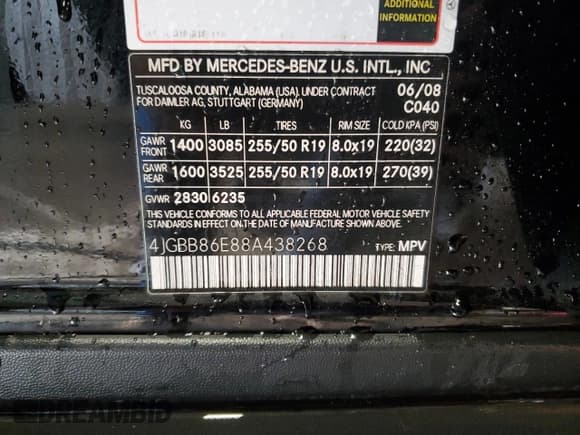 ADDITIONAL
INFORMATION
MFD BY MERCEDES-BENZ U.S. INTL., INC
TUSCALOOSA COUNTY, ALABAMA (USA). UNDER CONTRACT
FOR DAIMLER AG, STUTTGART (GERMANY)
06/08
C040
KG LB TIRES RIM SIZE COLD KPA (PSI)
GAWR FRONT 1400 3085 255/50 R19 8.0x19 220(32)
GAWR REAR 1600 3525 255/50 R19 8.0x19 270(39)
GVWR 2830 6235
THIS VEHICLE CONFORMS TO ALL APPLICABLE FEDERAL MOTOR VEHICLE SAFETY
STANDARDS IN EFFECT ON THE DATE OF MANUFACTURE SHOWN ABOVE.
4JGBB86E88A438268 TYPE: MPV
DREAMBID